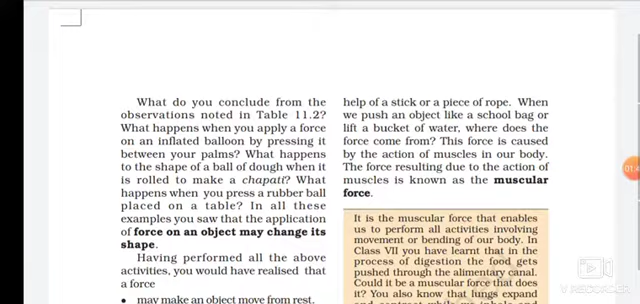 What do you conclude from the
observations noted in Table 11.2?
What happens when you apply a force
on an inflated balloon by pressing it
between your palms? What happens
to the shape of a ball of dough when it
is rolled to make a chapati? What
happens when you press a rubber ball
placed on a table? In all these
examples you saw that the application
of force on an object may change its
shape.
Having performed all the above
activities, you would have realised that
a force
• may make an object move from rest.
help of a stick or a piece of rope. When
we push an object like a school bag or
lift a bucket of water, where does the
force come from? This force is caused
by the action of muscles in our body.
The force resulting due to the action of
muscles is known as the muscular
force.
It is the muscular force that enables
us to perform all activities involving
movement or bending of our body. In
Class VII you have learnt that in the
process of digestion the food gets
pushed through the alimentary canal.
Could it be a muscular force that does
it? You also know that lungs expand
and contract while we inhale and
V RECORDER